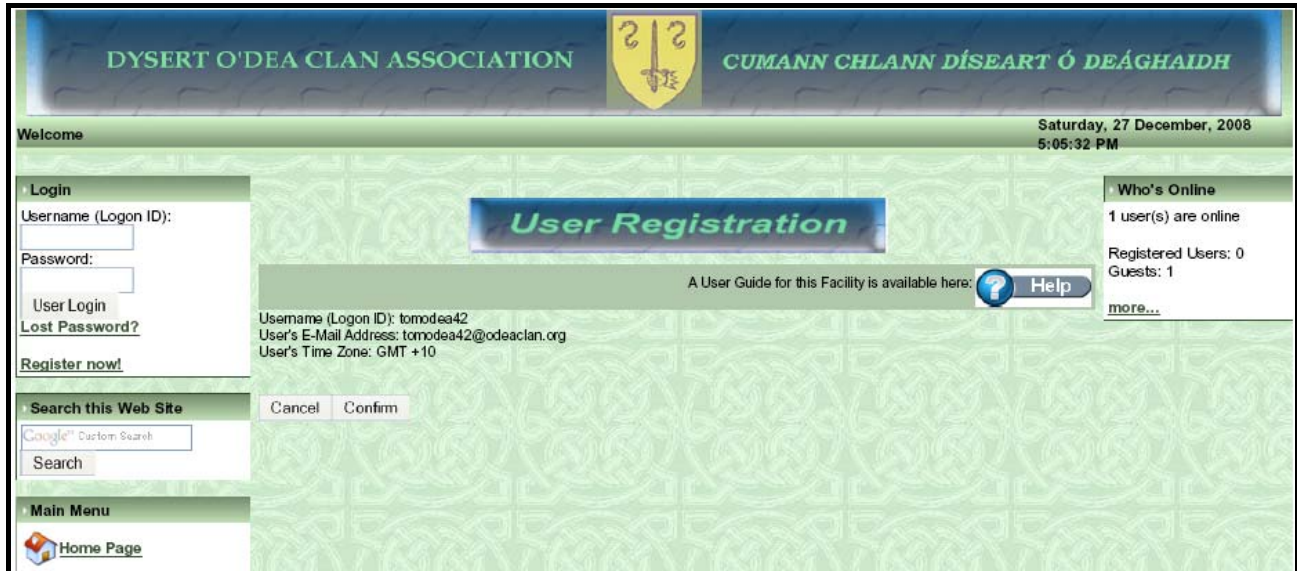 DYSERT O'DEA CLAN ASSOCIATION
CUMANN CHLANN DÍSEART Ó DEÁGHAIDH
Welcome
Saturday, 27 December, 2008
5:05:32 PM
Login
Username (Logon ID):
Password:
User Login
Lost Password?
Register now!
Search this Web Site
Google™ Custom Search
Search
Main Menu
Home Page
User Registration
A User Guide for this Facility is available here:
? Help
Username (Logon ID): tomodea42
User's E-Mail Address: tomodea42@odeaclan.org
User's Time Zone: GMT +10
Cancel Confirm
Who's Online
1 user(s) are online
Registered Users: 0
Guests: 1
more...